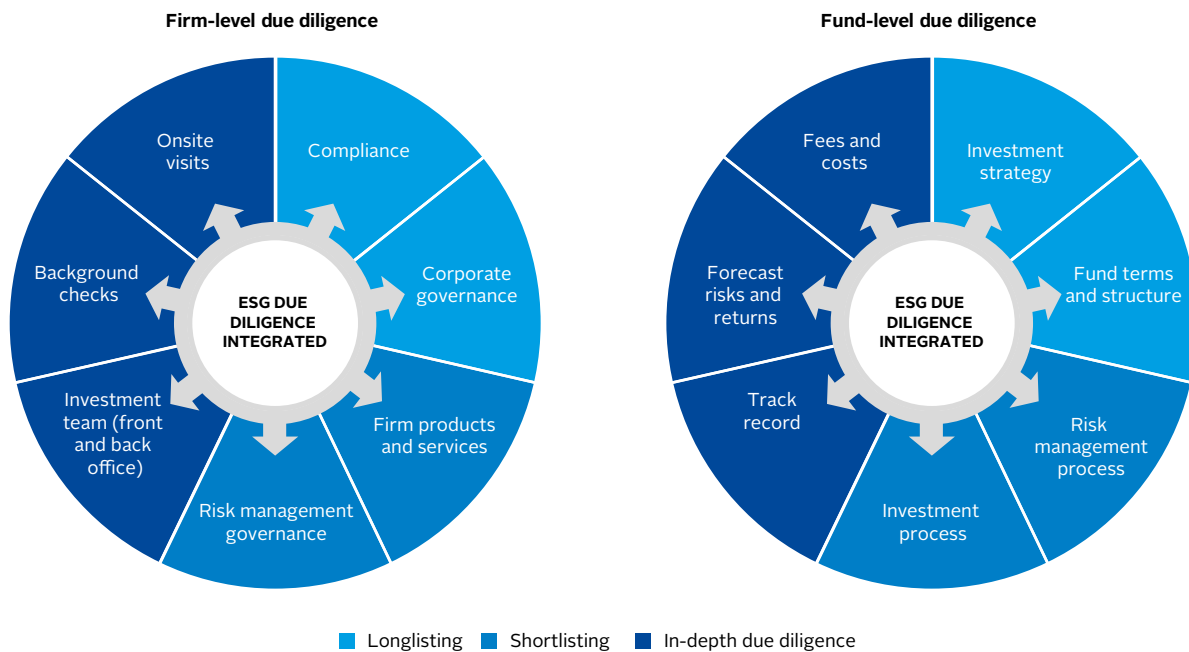 Firm-level due diligence
Onsite
visits
Compliance
Background
checks
Corporate
governance
ESG DUE
DILIGENCE
INTEGRATED
Investment
team (front
and back
office)
Firm products
and services
Risk management
governance
Fund-level due diligence
Fees and
costs
Investment
strategy
Forecast
risks and
returns
Fund terms
and structure
ESG DUE
DILIGENCE
INTEGRATED
Track
record
Risk
management
process
Investment
process
Longlisting
Shortlisting
In-depth due diligence